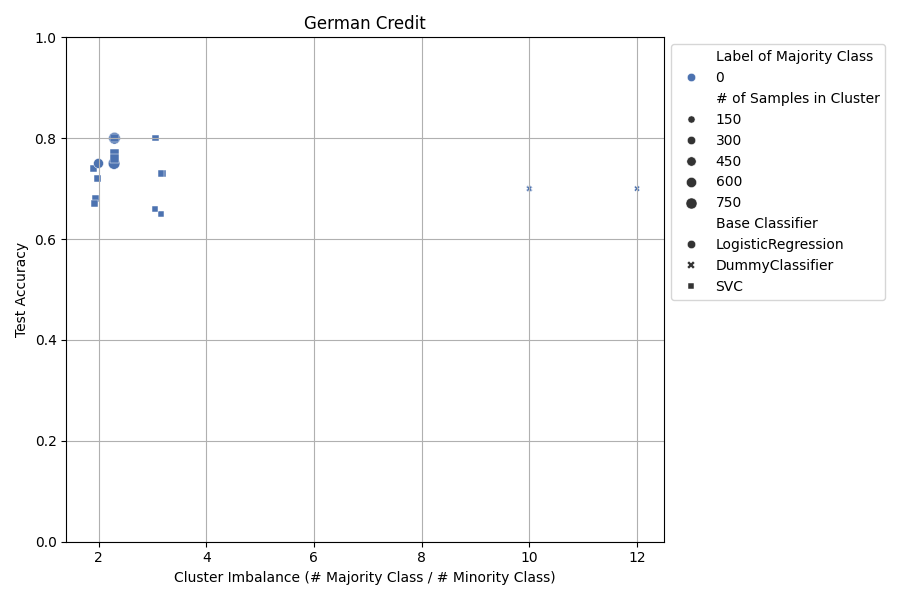 German Credit
Test Accuracy
1.0
0.8
0.6
0.4
0.2
0.0
2 4 6 8 10 12
Cluster Imbalance (# Majority Class / # Minority Class)
Label of Majority Class
0
# of Samples in Cluster
150
300
450
600
750
Base Classifier
LogisticRegression
DummyClassifier
SVC